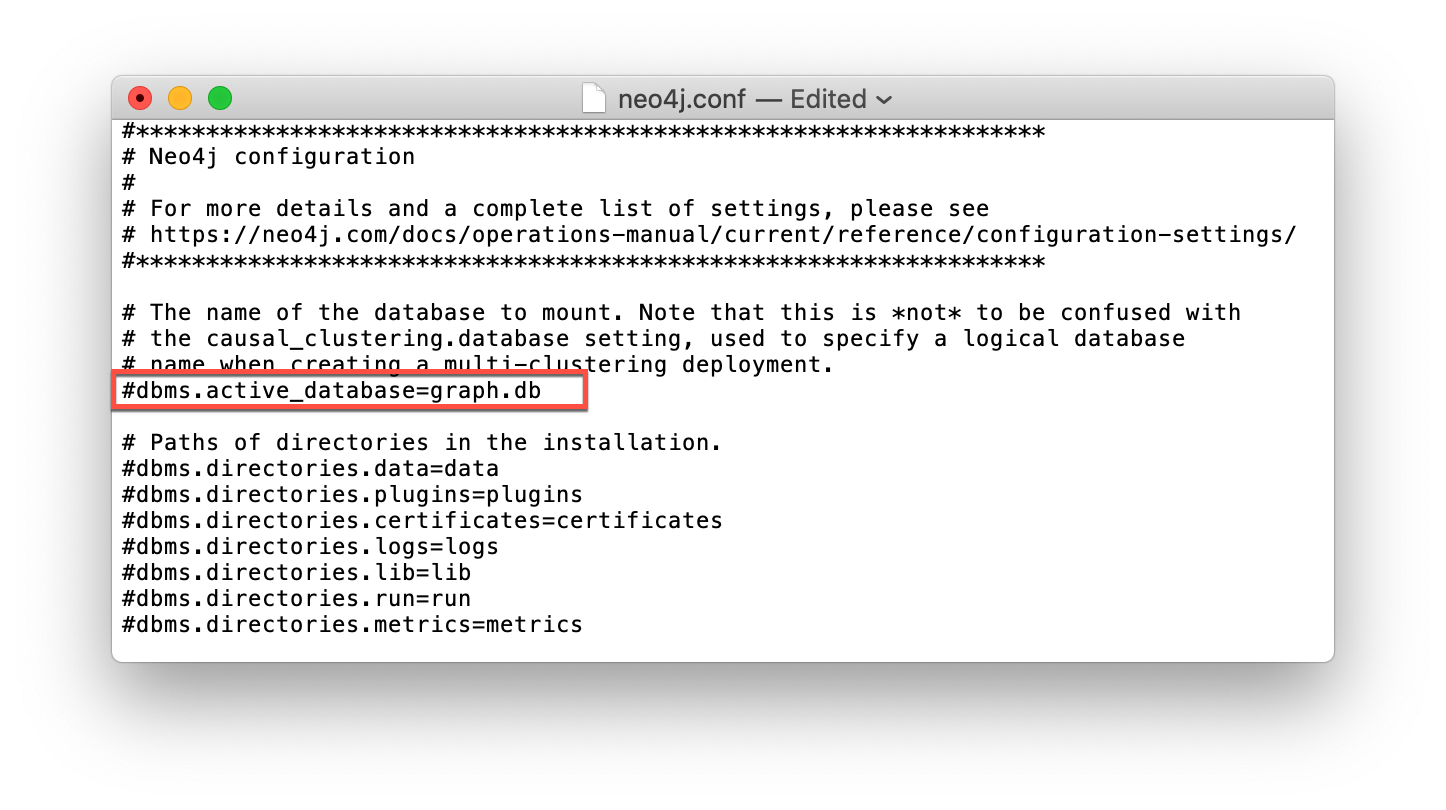 neo4j.conf — Edited
#*****************************************************************
# Neo4j configuration
#
# For more details and a complete list of settings, please see
# https://neo4j.com/docs/operations-manual/current/reference/configuration-settings/
#*****************************************************************
# The name of the database to mount. Note that this is *not* to be confused with
# the causal_clustering.database setting, used to specify a logical database
# name when creating a multi-clustering deployment.
#dbms.active_database=graph.db
# Paths of directories in the installation.
#dbms.directories.data=data
#dbms.directories.plugins=plugins
#dbms.directories.certificates=certificates
#dbms.directories.logs=logs
#dbms.directories.lib=lib
#dbms.directories.run=run
#dbms.directories.metrics=metrics